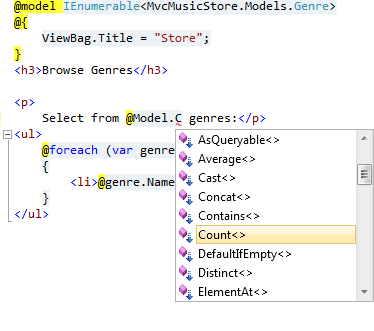 @model IEnumerable<MvcMusicStore.Models.Genre>
@{
    ViewBag.Title = "Store";
}
<h3>Browse Genres</h3>
<p>
    Select from @Model.C genres:</p>
<ul>
    @foreach (var genre
    {
        <li>@genre.Name
    }
</ul>
AsQueryable<>
Average<>
Cast<>
Concat<>
Contains<>
Count<>
DefaultIfEmpty<>
Distinct<>
ElementAt<>